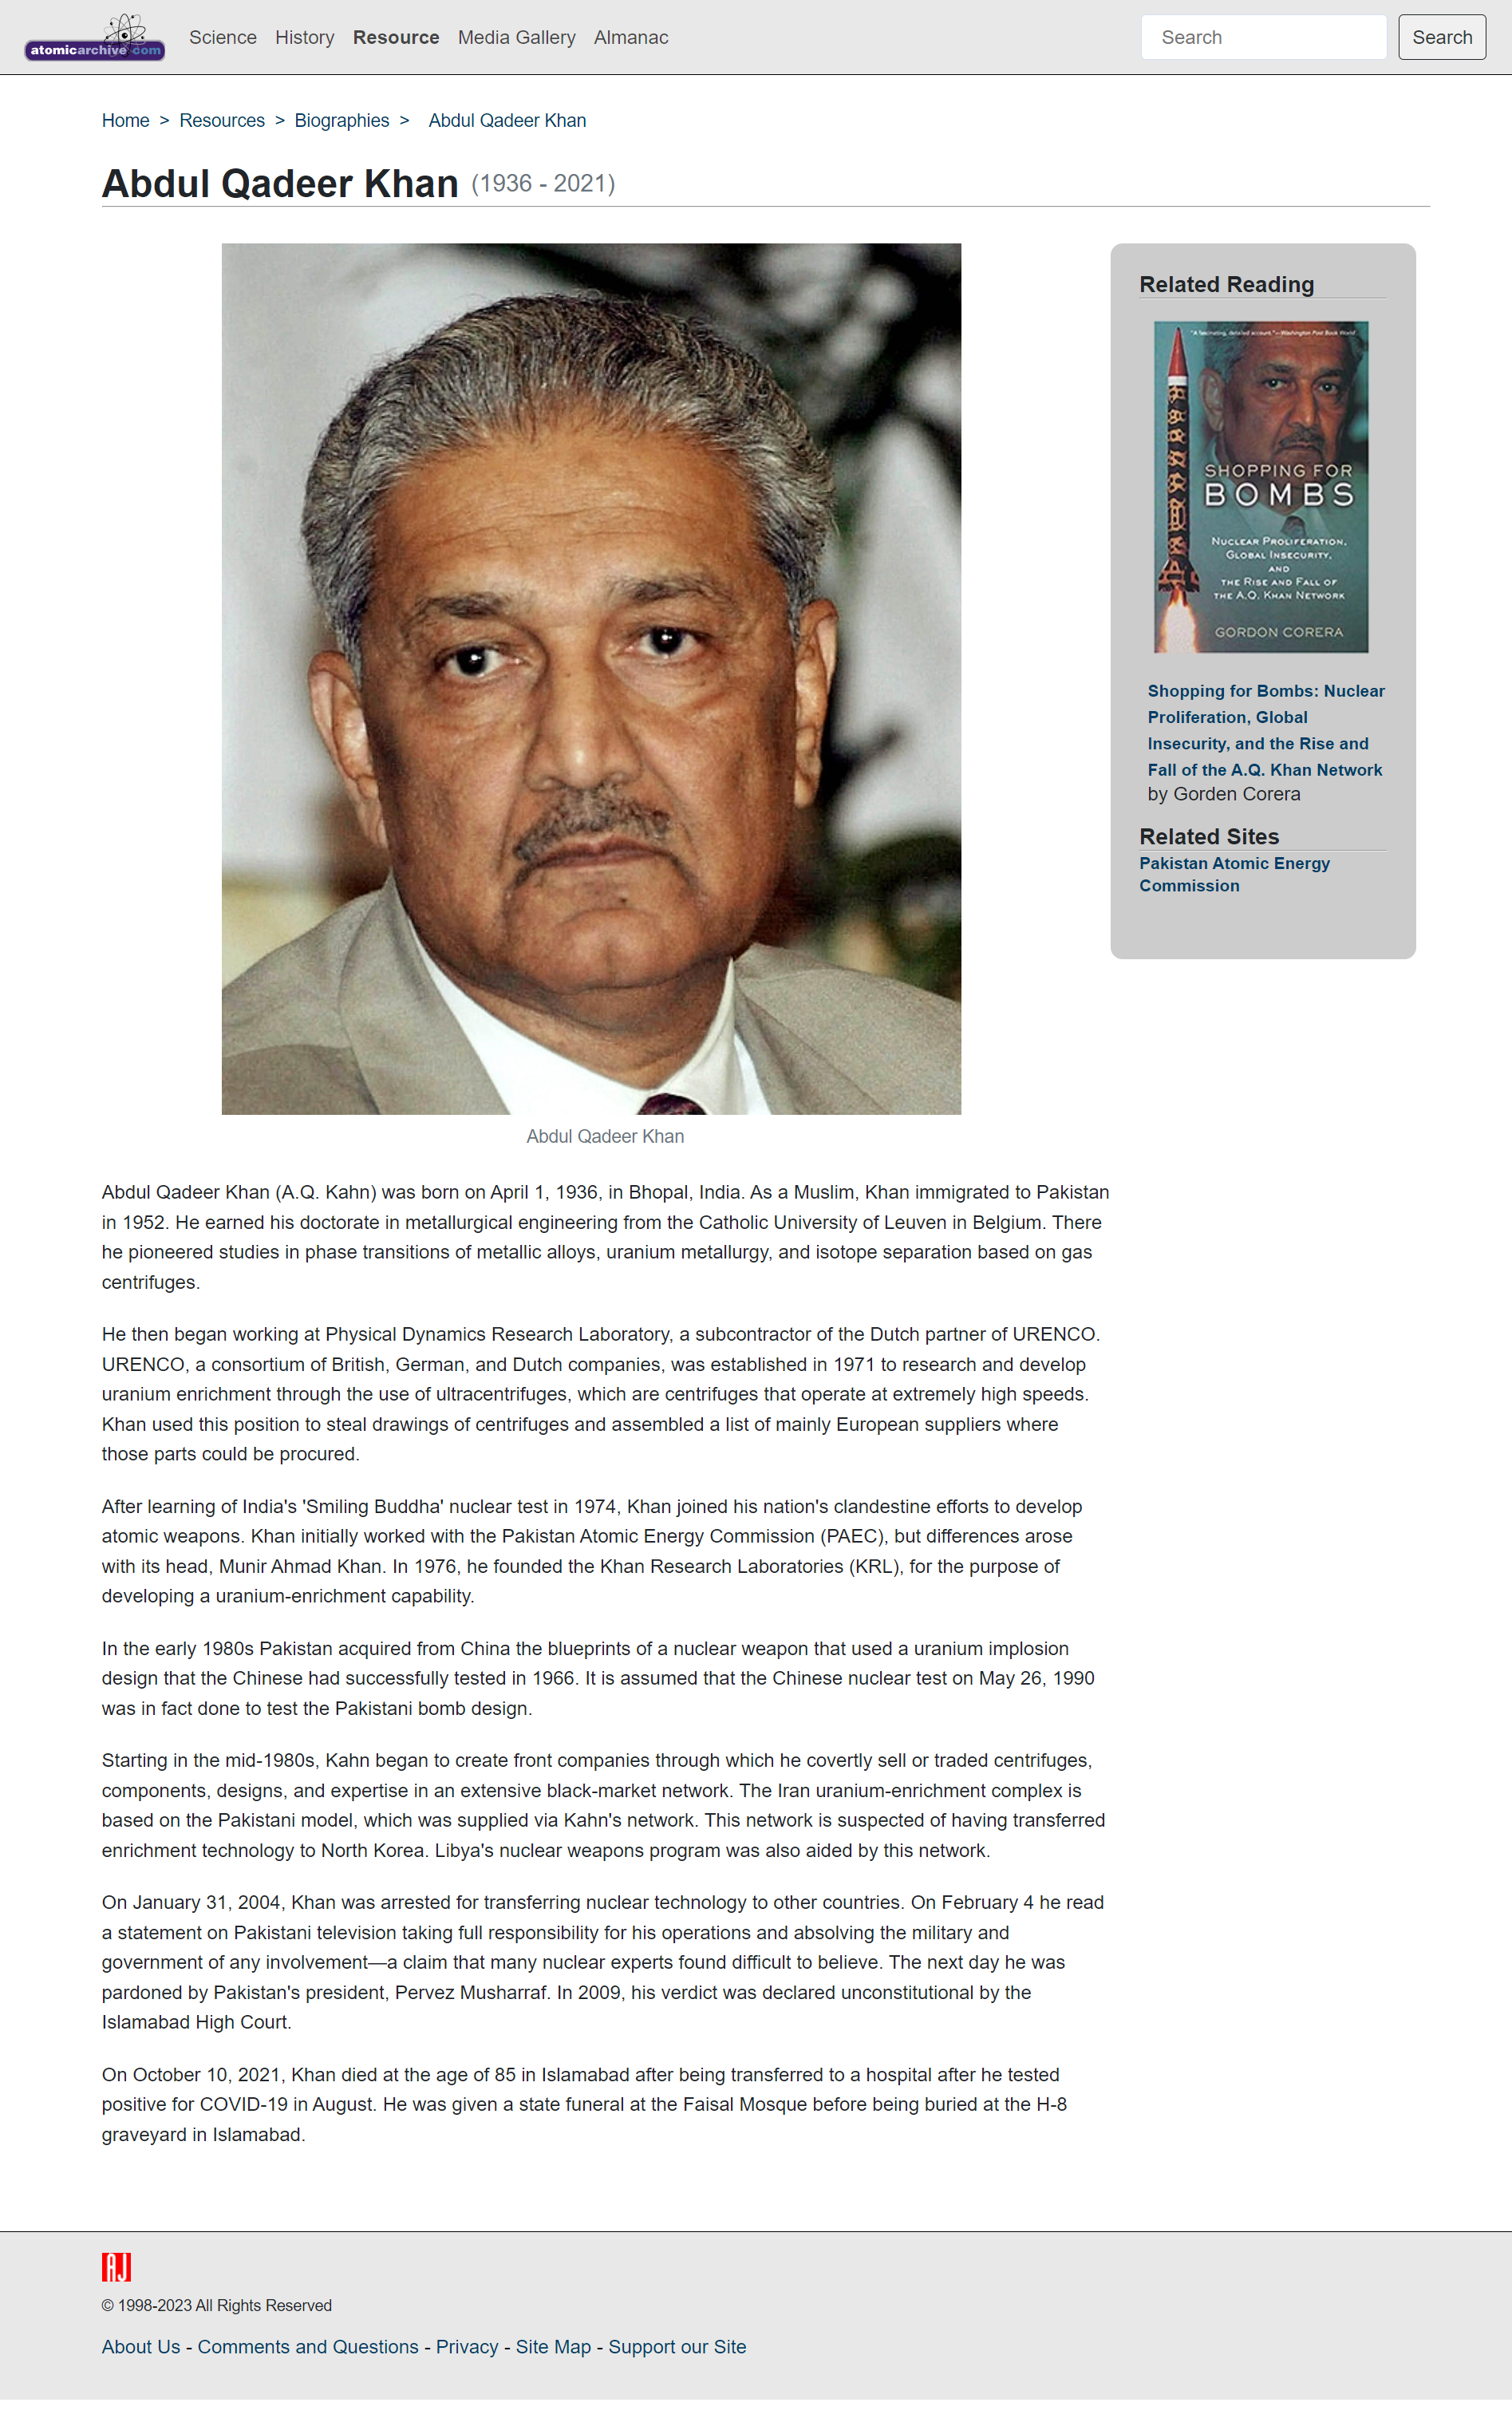 atomicarchive.com
Science History Resource Media Gallery Almanac
Search Search
Home > Resources > Biographies > Abdul Qadeer Khan
Abdul Qadeer Khan (1936 - 2021)
Related Reading
"A fascinating, detailed account."—Washington Post Book World
SHOPPING FOR
BOMBS
NUCLEAR PROLIFERATION,
GLOBAL INSECURITY,
AND
THE RISE AND FALL OF
THE A.Q. KHAN NETWORK
GORDON CORERA
Shopping for Bombs: Nuclear
Proliferation, Global
Insecurity, and the Rise and
Fall of the A.Q. Khan Network
by Gorden Corera
Related Sites
Pakistan Atomic Energy
Commission
Abdul Qadeer Khan
Abdul Qadeer Khan (A.Q. Kahn) was born on April 1, 1936, in Bhopal, India. As a Muslim, Khan immigrated to Pakistan
in 1952. He earned his doctorate in metallurgical engineering from the Catholic University of Leuven in Belgium. There
he pioneered studies in phase transitions of metallic alloys, uranium metallurgy, and isotope separation based on gas
centrifuges.
He then began working at Physical Dynamics Research Laboratory, a subcontractor of the Dutch partner of URENCO.
URENCO, a consortium of British, German, and Dutch companies, was established in 1971 to research and develop
uranium enrichment through the use of ultracentrifuges, which are centrifuges that operate at extremely high speeds.
Khan used this position to steal drawings of centrifuges and assembled a list of mainly European suppliers where
those parts could be procured.
After learning of India's 'Smiling Buddha' nuclear test in 1974, Khan joined his nation's clandestine efforts to develop
atomic weapons. Khan initially worked with the Pakistan Atomic Energy Commission (PAEC), but differences arose
with its head, Munir Ahmad Khan. In 1976, he founded the Khan Research Laboratories (KRL), for the purpose of
developing a uranium-enrichment capability.
In the early 1980s Pakistan acquired from China the blueprints of a nuclear weapon that used a uranium implosion
design that the Chinese had successfully tested in 1966. It is assumed that the Chinese nuclear test on May 26, 1990
was in fact done to test the Pakistani bomb design.
Starting in the mid-1980s, Kahn began to create front companies through which he covertly sell or traded centrifuges,
components, designs, and expertise in an extensive black-market network. The Iran uranium-enrichment complex is
based on the Pakistani model, which was supplied via Kahn's network. This network is suspected of having transferred
enrichment technology to North Korea. Libya's nuclear weapons program was also aided by this network.
On January 31, 2004, Khan was arrested for transferring nuclear technology to other countries. On February 4 he read
a statement on Pakistani television taking full responsibility for his operations and absolving the military and
government of any involvement—a claim that many nuclear experts found difficult to believe. The next day he was
pardoned by Pakistan's president, Pervez Musharraf. In 2009, his verdict was declared unconstitutional by the
Islamabad High Court.
On October 10, 2021, Khan died at the age of 85 in Islamabad after being transferred to a hospital after he tested
positive for COVID-19 in August. He was given a state funeral at the Faisal Mosque before being buried at the H-8
graveyard in Islamabad.
AJ
© 1998-2023 All Rights Reserved
About Us - Comments and Questions - Privacy - Site Map - Support our Site